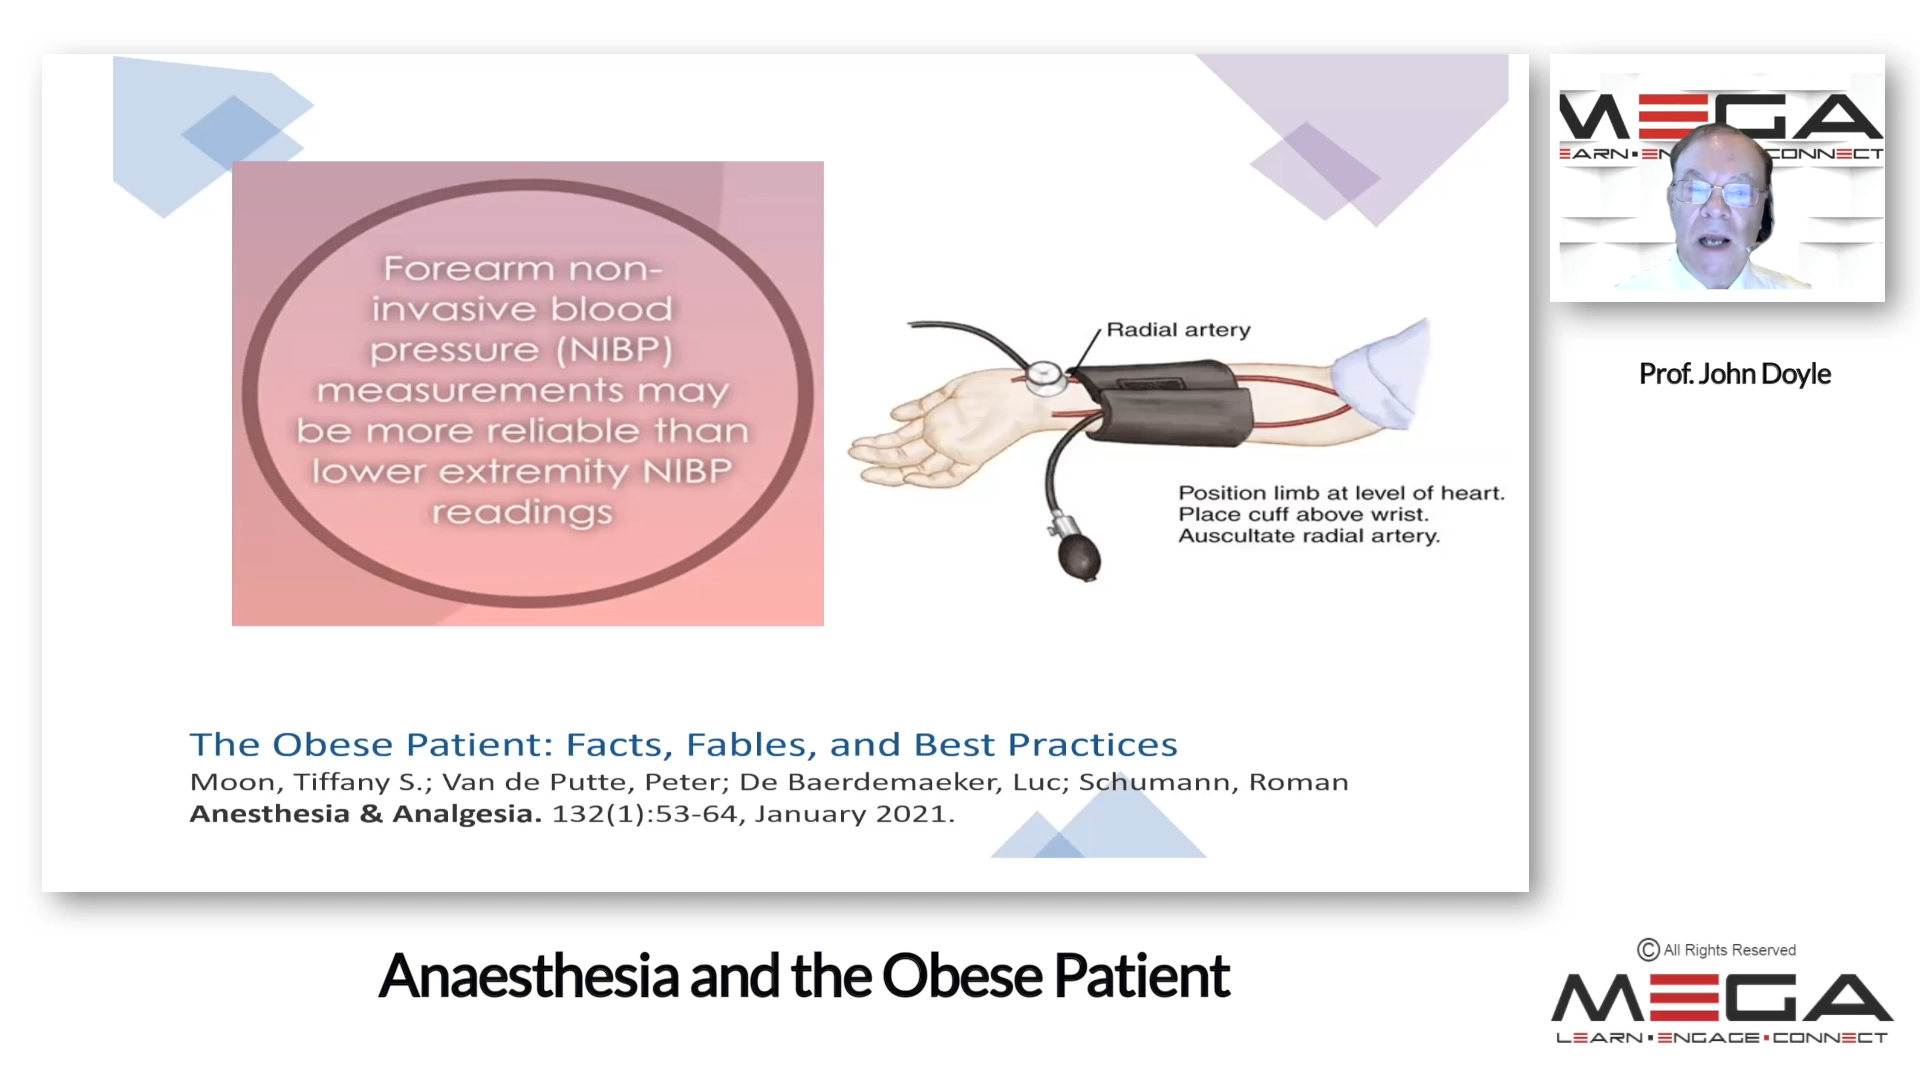 Forearm non-
invasive blood
pressure (NIBP)
measurements may
be more reliable than
lower extremity NIBP
readings
Radial artery
Position limb at level of heart.
Place cuff above wrist.
Auscultate radial artery.
The Obese Patient: Facts, Fables, and Best Practices
Moon, Tiffany S.; Van de Putte, Peter; De Baerdemaeker, Luc; Schumann, Roman
Anesthesia & Analgesia. 132(1):53-64, January 2021.
MEGA
Prof. John Doyle
Anaesthesia and the Obese Patient
© All Rights Reserved
MEGA
LEARN▪ENGAGE▪CONNECT